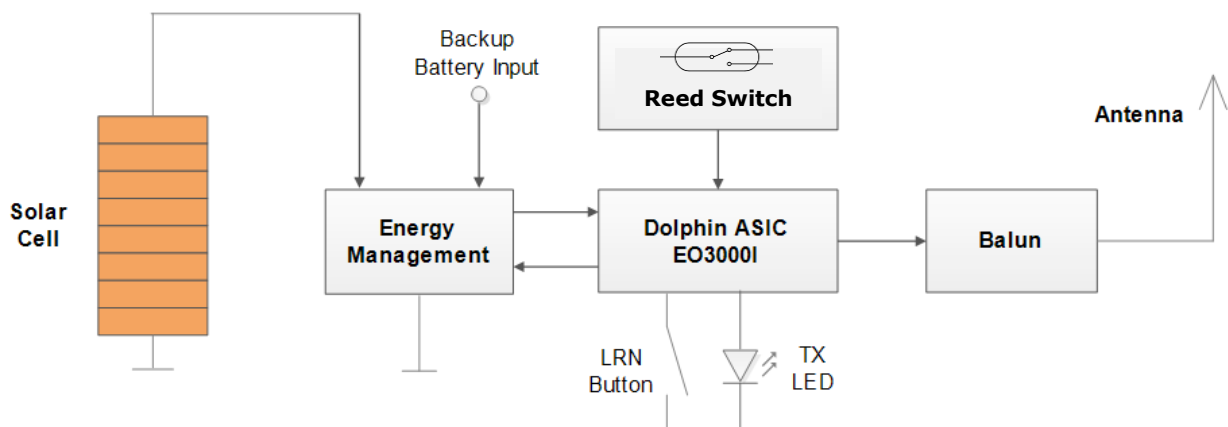 Backup
Battery Input
Reed Switch
Antenna
Solar
Cell
Energy
Management
Dolphin ASIC
EO3000I
Balun
LRN
Button
TX
LED